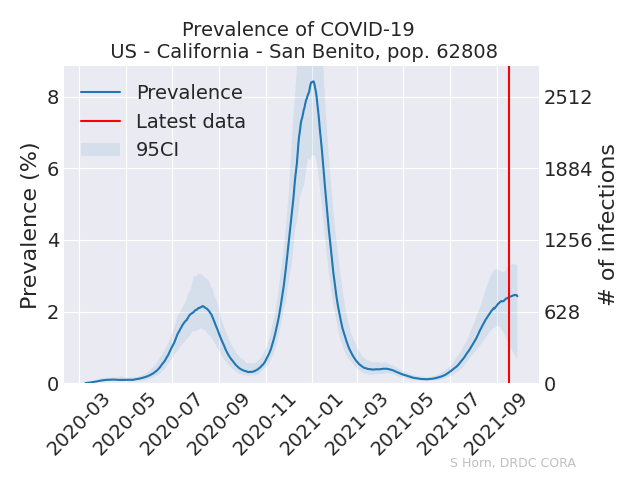 Prevalence of COVID-19
US - California - San Benito, pop. 62808
Prevalence
Latest data
95CI
Prevalence (%)
8
6
4
2
0
2512
1884
1256
628
0
# of infections
2020-03
2020-05
2020-07
2020-09
2020-11
2021-01
2021-03
2021-05
2021-07
2021-09
S Horn, DRDC CORA